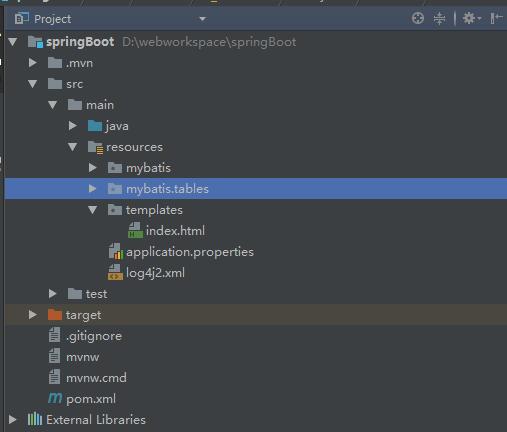 Project
springBoot D:\webworkspace\springBoot
.mvn
src
main
java
resources
mybatis
mybatis.tables
templates
index.html
application.properties
log4j2.xml
test
target
.gitignore
mvnw
mvnw.cmd
pom.xml
External Libraries